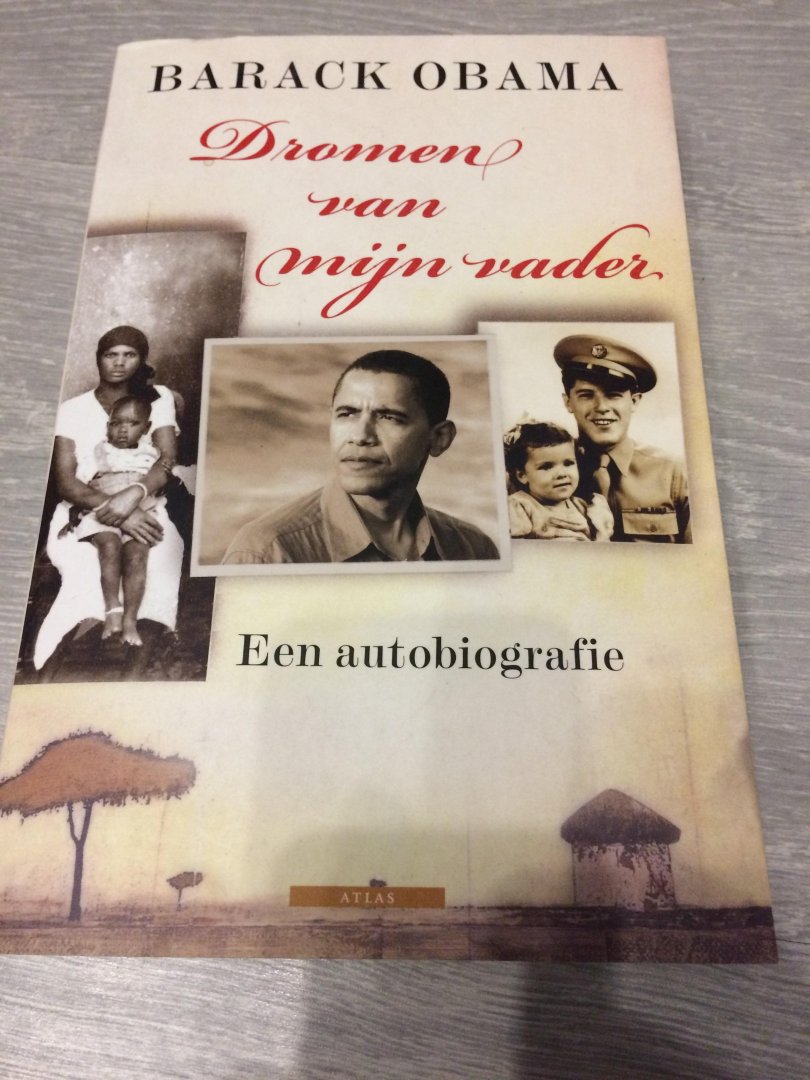 BARACK OBAMA
Dromen
van
mijn vader
Een autobiografie
ATLAS